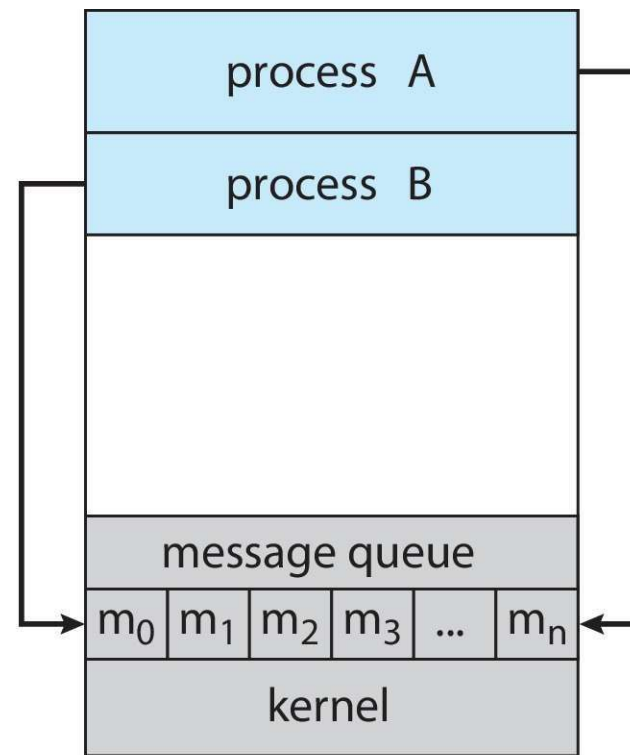 process A
process B
message queue
m₀ m₁ m₂ m₃ ... mₙ
kernel